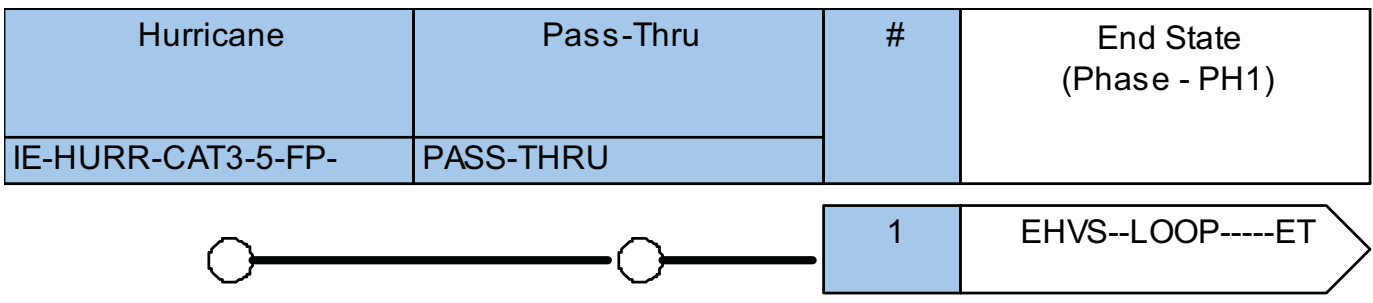 Hurricane
Pass-Thru
#
End State
(Phase - PH1)
IE-HURR-CAT3-5-FP-
PASS-THRU
1
EHVS--LOOP-----ET